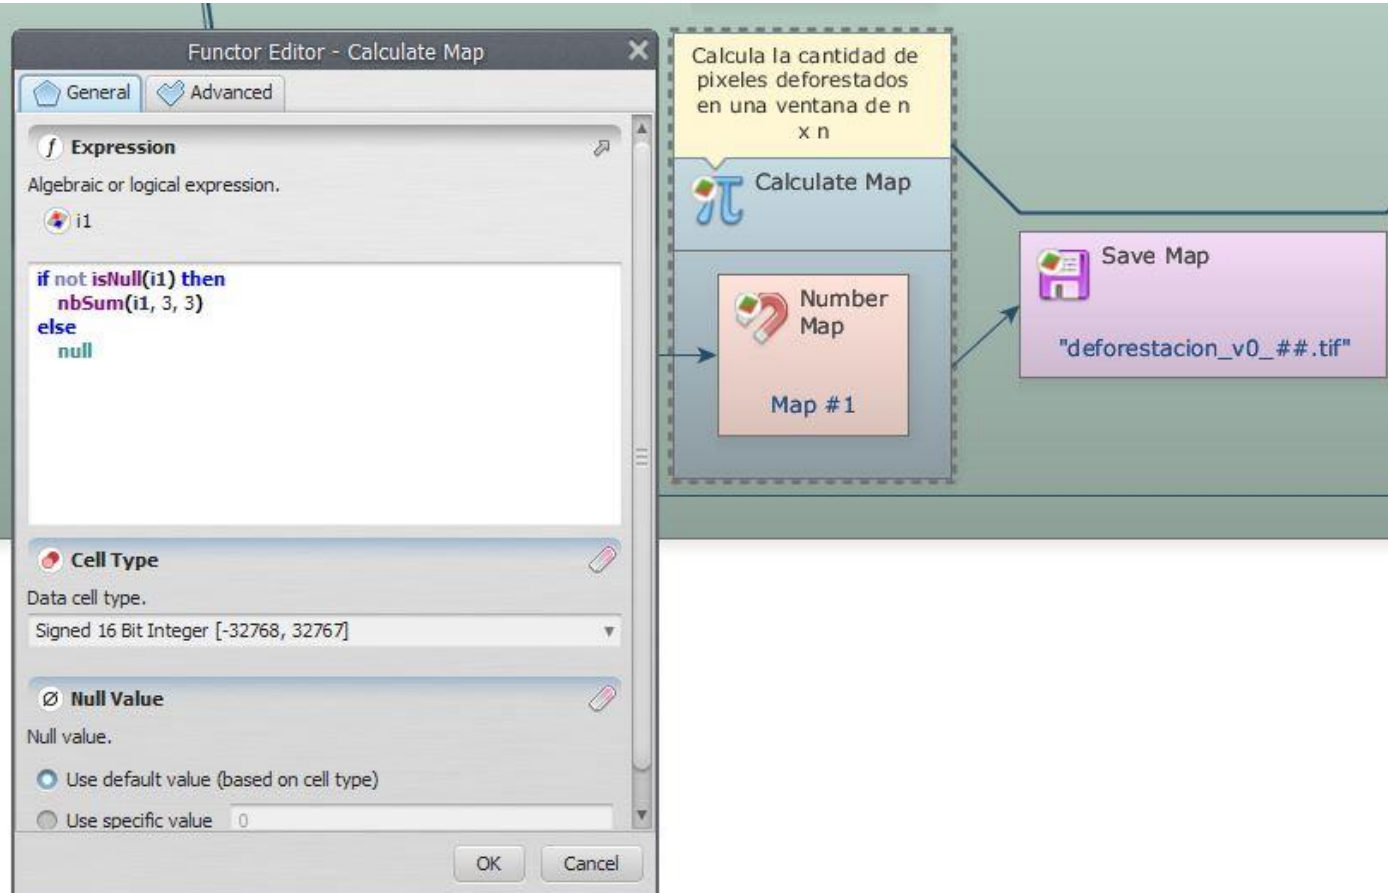 Functor Editor - Calculate Map
General
Advanced
Expression
Algebraic or logical expression.
i1
if not isNull(i1) then
nbSum(i1, 3, 3)
else
null
Cell Type
Data cell type.
Signed 16 Bit Integer [-32768, 32767]
Null Value
Null value.
Use default value (based on cell type)
Use specific value 0
OK
Cancel
Calcula la cantidad de
pixeles deforestados
en una ventana de n
x n
Calculate Map
Number
Map
Map #1
Save Map
"deforestacion_v0_##.tif"